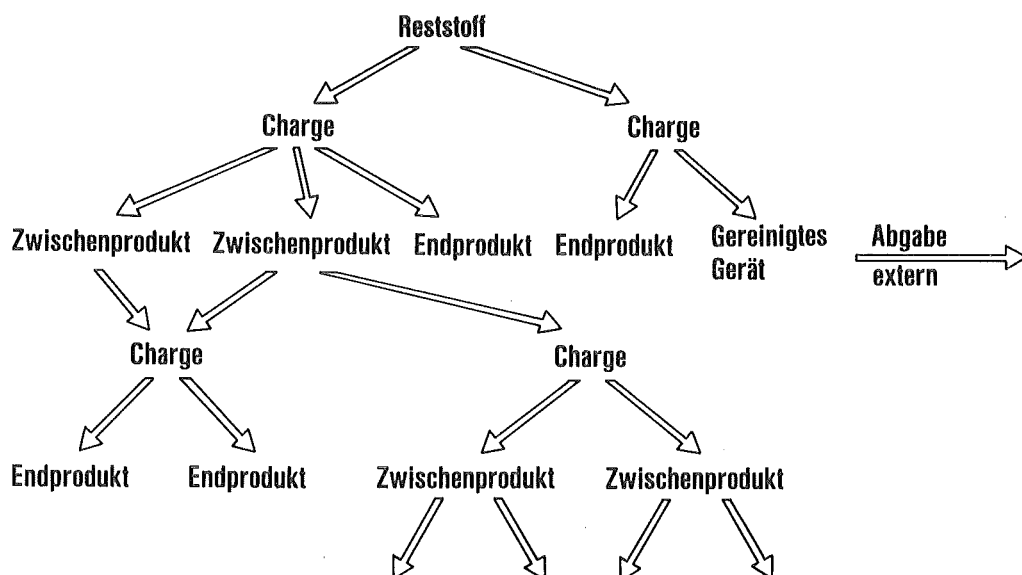 Reststoff
Charge
Charge
Zwischenprodukt
Zwischenprodukt
Endprodukt
Endprodukt
Gereinigtes
Gerät
Abgabe
extern
Charge
Charge
Endprodukt
Endprodukt
Zwischenprodukt
Zwischenprodukt